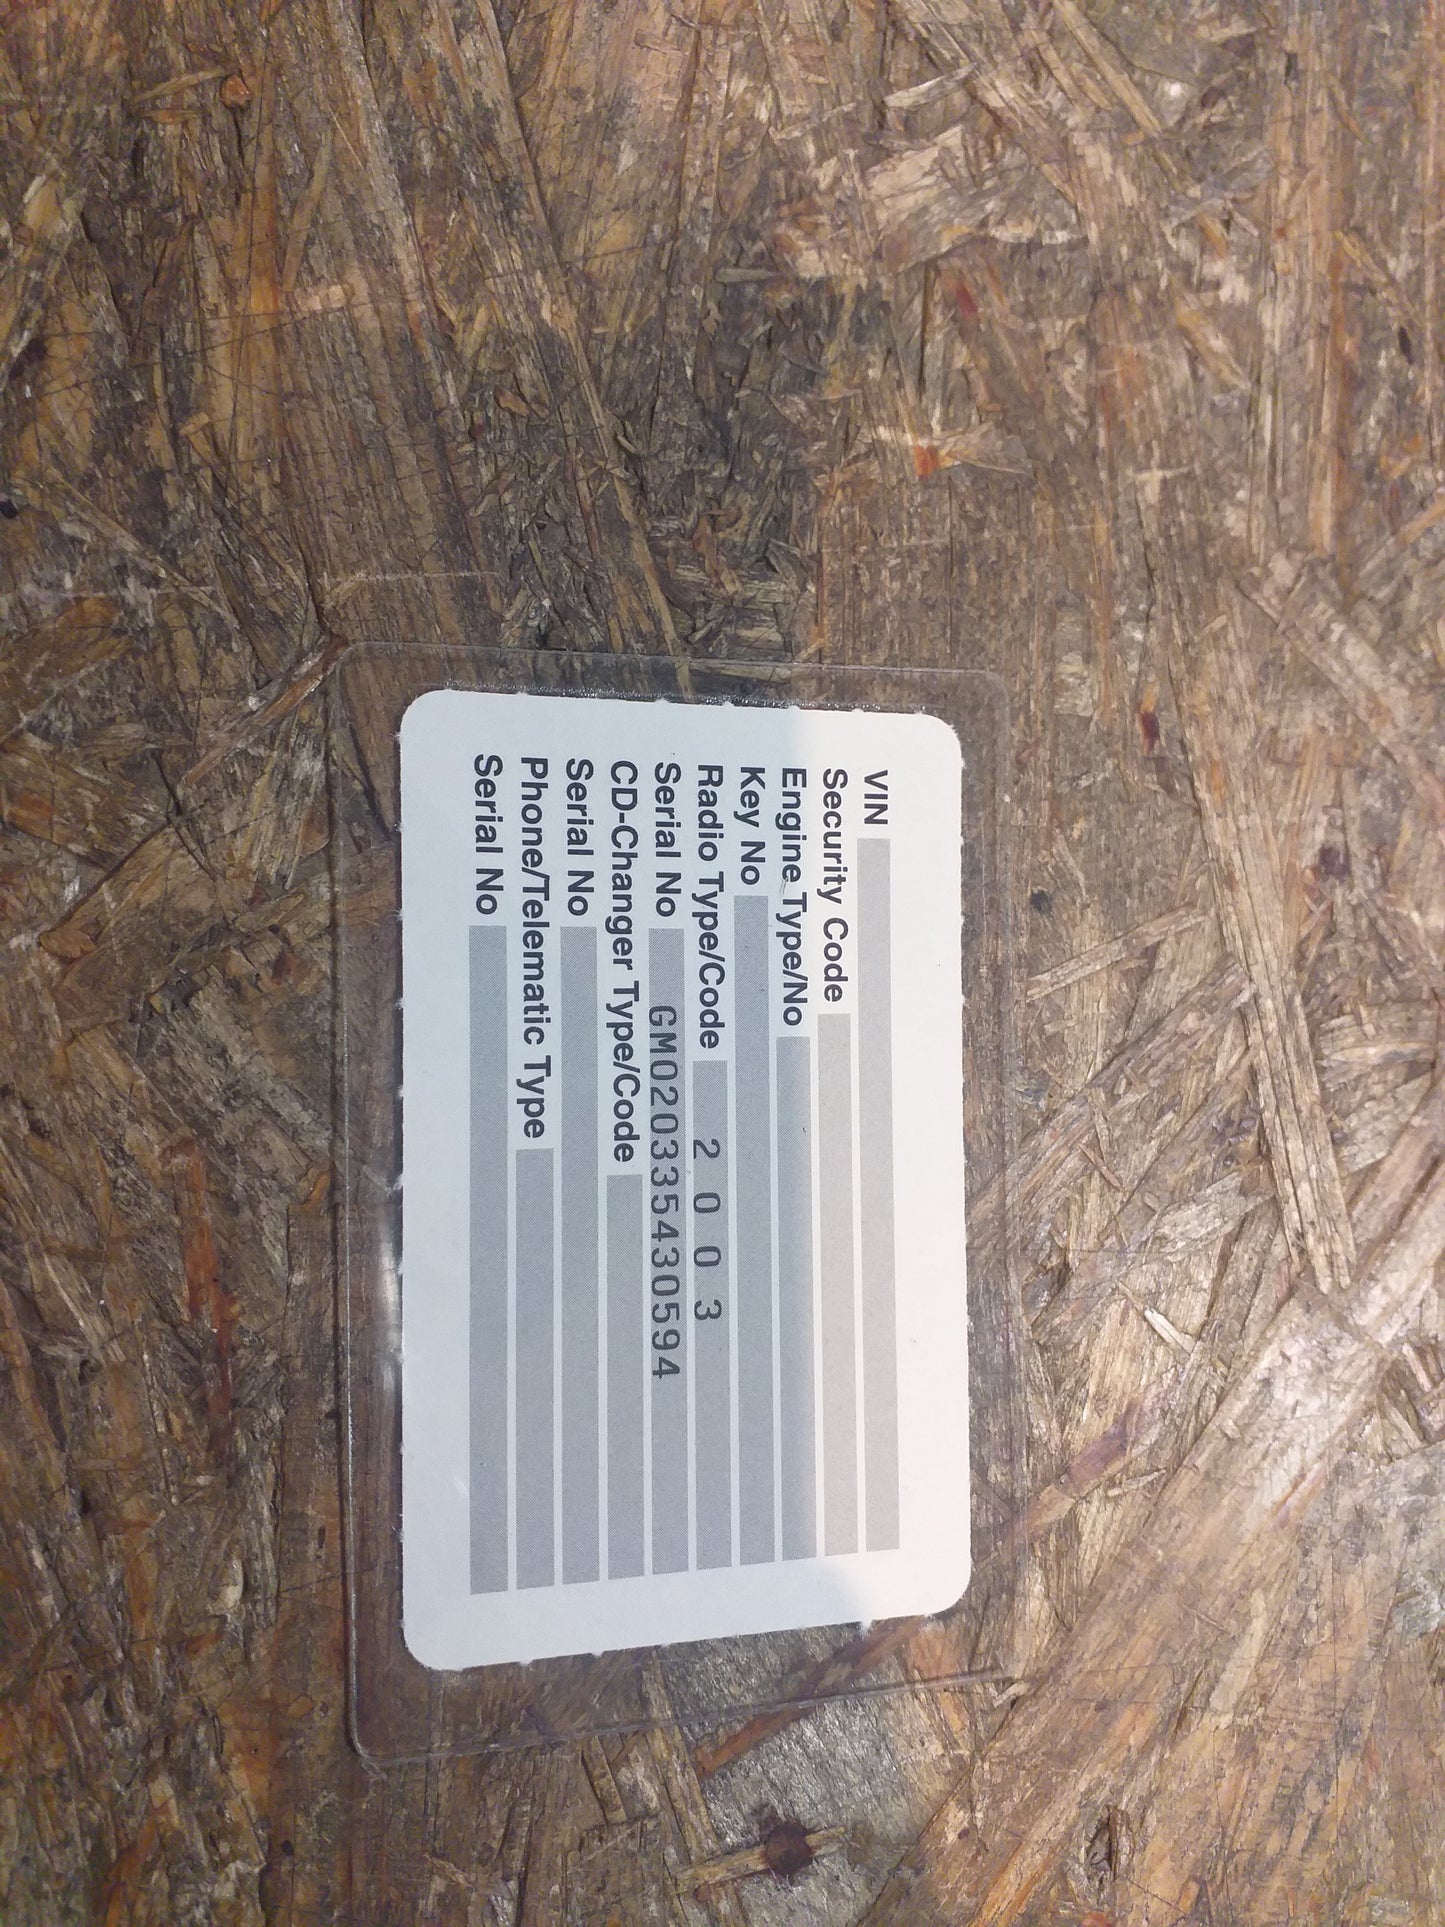 VIN
Security Code
Engine Type/No
Key No
Radio Type/Code 2 0 0 3
Serial No GM020335430594
CD-Changer Type/Code
Serial No
Phone/Telematic Type
Serial No